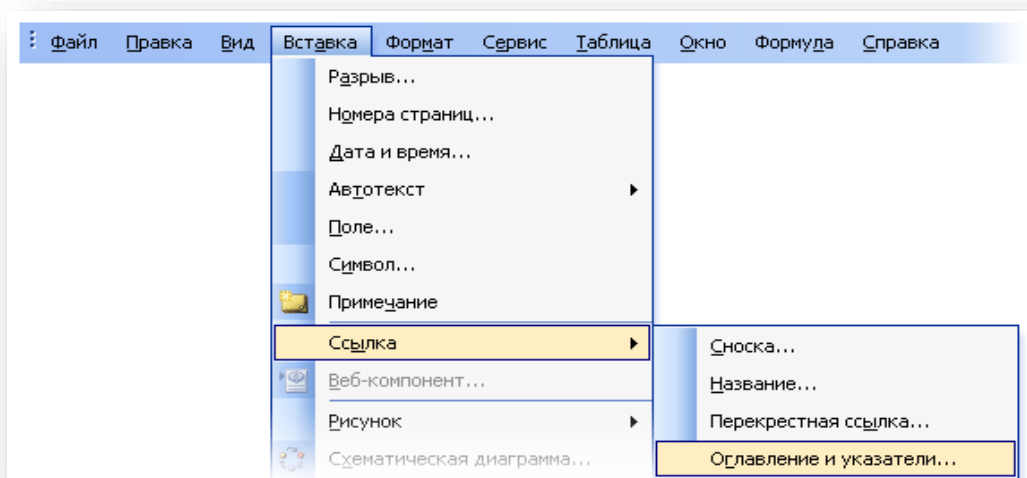 Файл Правка Вид Вставка Формат Сервис Таблица Окно Формула Справка
Разрыв...
Номера страниц...
Дата и время...
Автотекст
Поле...
Символ...
Примечание
Ссылка
Веб-компонент...
Рисунок
Схематическая диаграмма...
Сноска...
Название...
Перекрестная ссылка...
Оглавление и указатели...